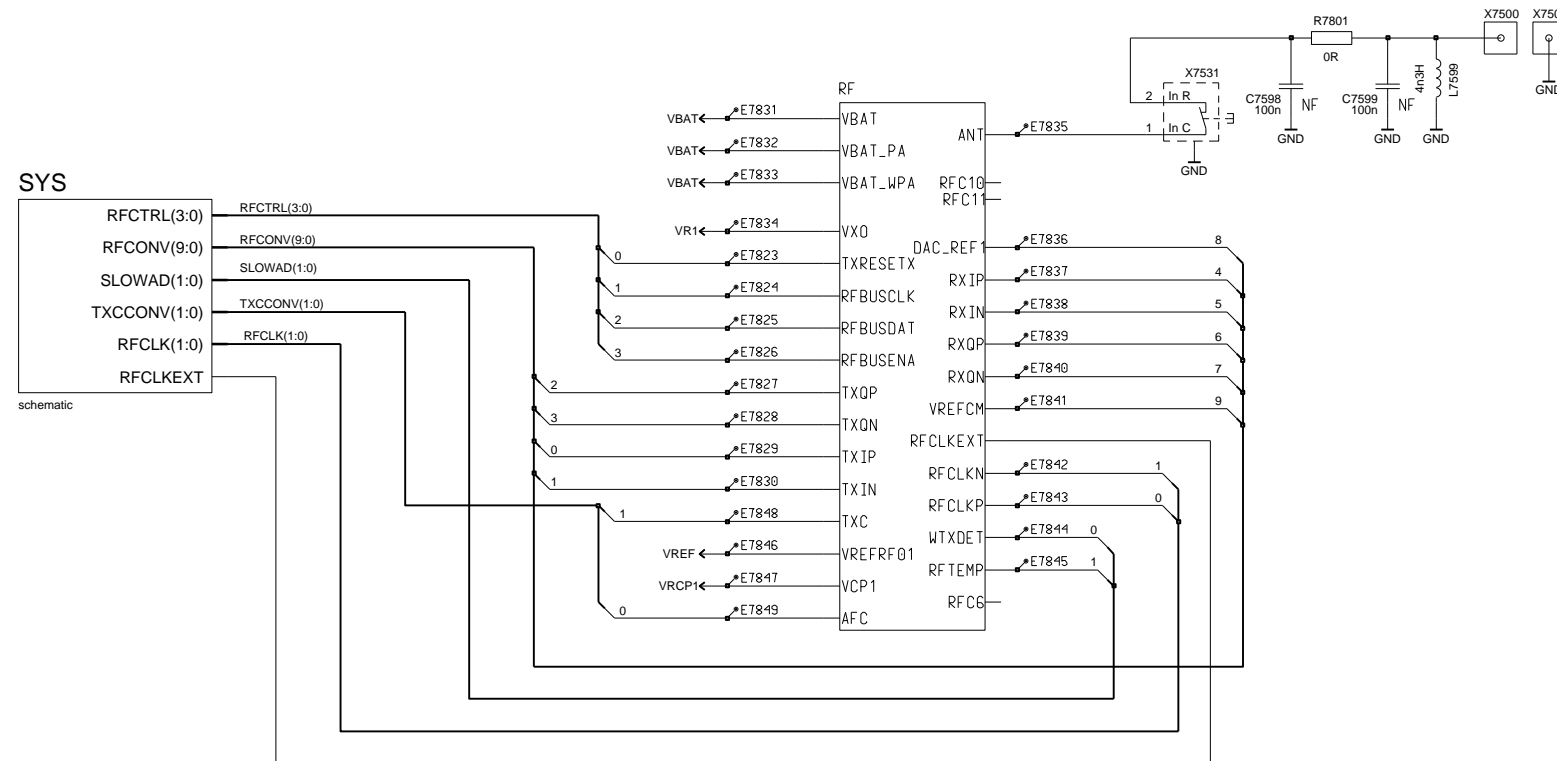 X7500 X750
R7801
0R
X7531
4n3H
L7599
C7598
100n
NF
C7599
100n
NF
GND
GND
GND
GND
GND
2 In R
1 In C
SYS
RFCTRL(3:0) RFCTRL(3:0)
RFCONV(9:0) RFCONV(9:0)
SLOWAD(1:0) SLOWAD(1:0)
TXCCONV(1:0) TXCCONV(1:0)
RFCLK(1:0) RFCLK(1:0)
RFCLKEXT
schematic
RF
VBAT E7831 VBAT
VBAT E7832 VBAT_PA
VBAT E7833 VBAT_WPA
VR1 E7834 VXO
0 E7823 TXRESETX
1 E7824 RFBUSCLK
2 E7825 RFBUSDAT
3 E7826 RFBUSENA
2 E7827 TXQP
3 E7828 TXQN
0 E7829 TXIP
1 E7830 TXIN
1 E7848 TXC
VREF E7846 VREFRF01
VRCP1 E7847 VCP1
0 E7849 AFC
ANT E7835
RFC10
RFC11
DAC_REF1 E7836 8
RXIP E7837 4
RXIN E7838 5
RXQP E7839 6
RXQN E7840 7
VREFCM E7841 9
RFCLKEXT
RFCLKN E7842 1
RFCLKP E7843 0
WTXDET E7844 0
RFTEMP E7845 1
RFC6